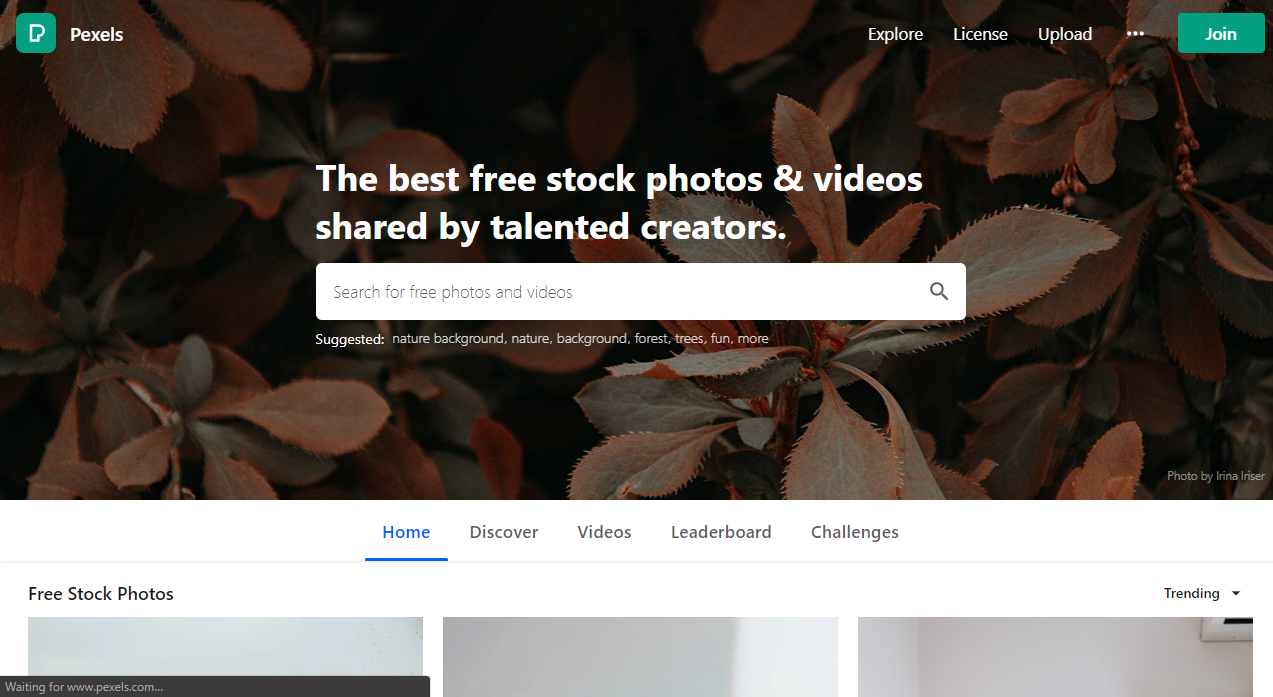 Pexels
Explore License Upload ••• Join
The best free stock photos & videos
shared by talented creators.
Search for free photos and videos
Suggested: nature background, nature, background, forest, trees, fun, more
Photo by Irina Iriser
Home Discover Videos Leaderboard Challenges
Free Stock Photos
Trending
Waiting for www.pexels.com...